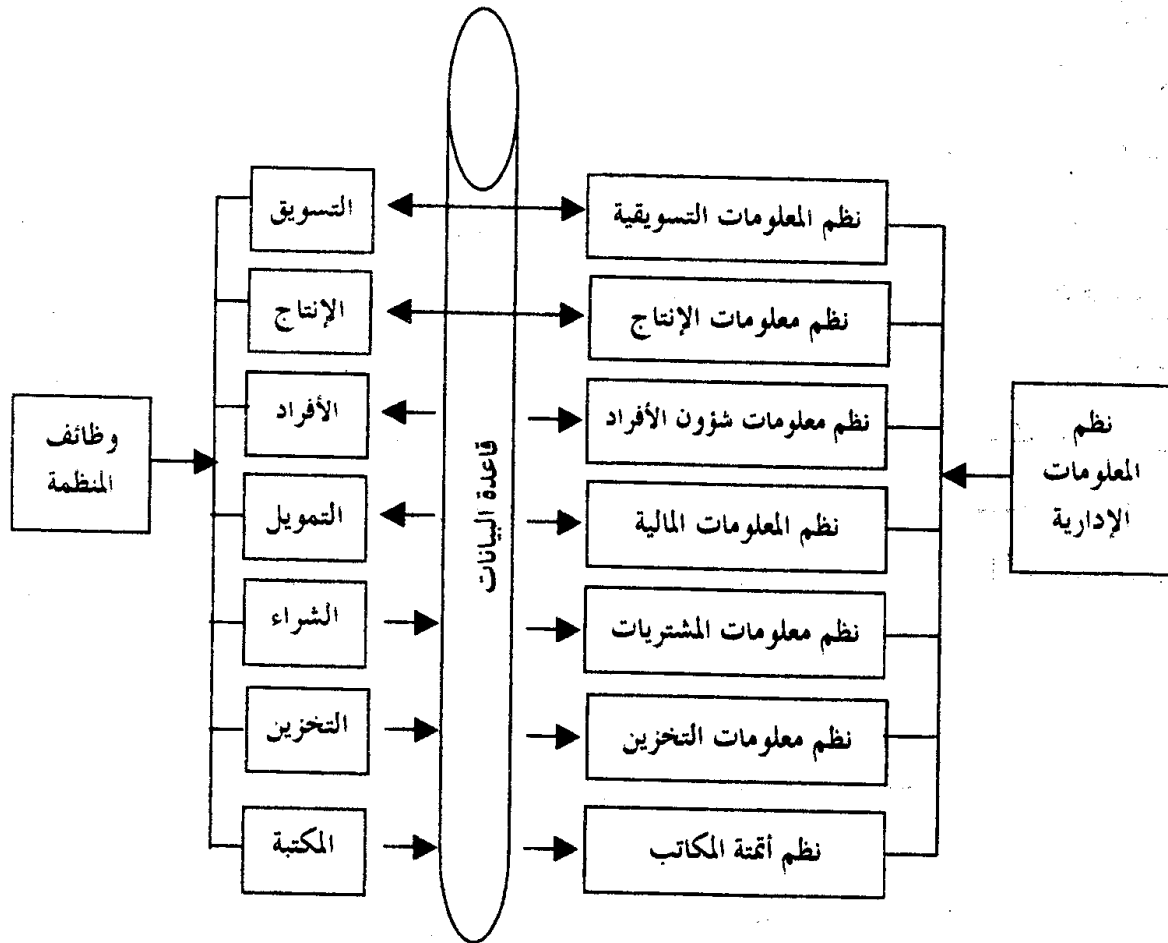 نظم المعلومات التسويقية
التسويق
نظم معلومات الإنتاج
الإنتاج
نظم معلومات شؤون الأفراد
الأفراد
نظم
المعلومات
الإدارية
قاعدة البيانات
وظائف
المنظمة
نظم المعلومات المالية
التمويل
نظم معلومات المشتريات
الشراء
نظم معلومات التخزين
التخزين
نظم أتمتة المكاتب
المكتبة